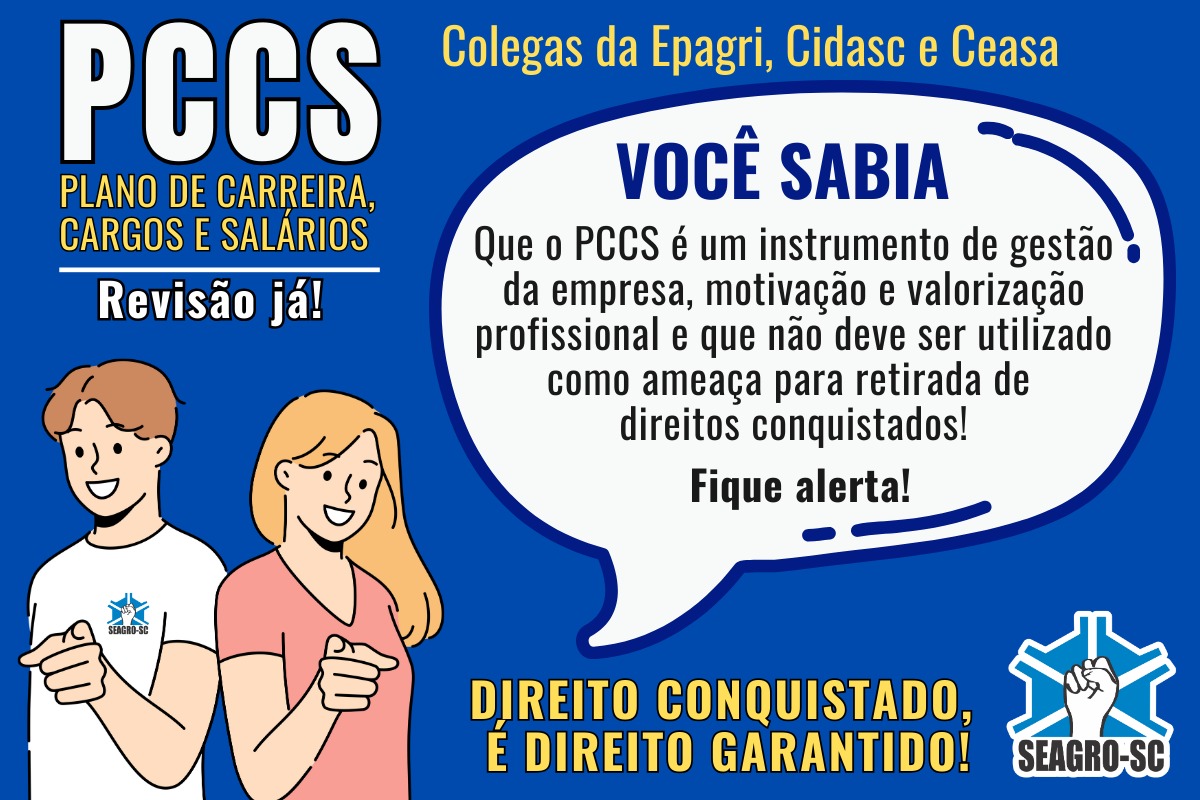 PCCS
PLANO DE CARREIRA,
CARGOS E SALÁRIOS
Revisão já!
Colegas da Epagri, Cidasc e Ceasa
VOCÊ SABIA
Que o PCCS é um instrumento de gestão
da empresa, motivação e valorização
profissional e que não deve ser utilizado
como ameaça para retirada de
direitos conquistados!
Fique alerta!
SEAGRO-SC
DIREITO CONQUISTADO,
É DIREITO GARANTIDO!
SEAGRO-SC